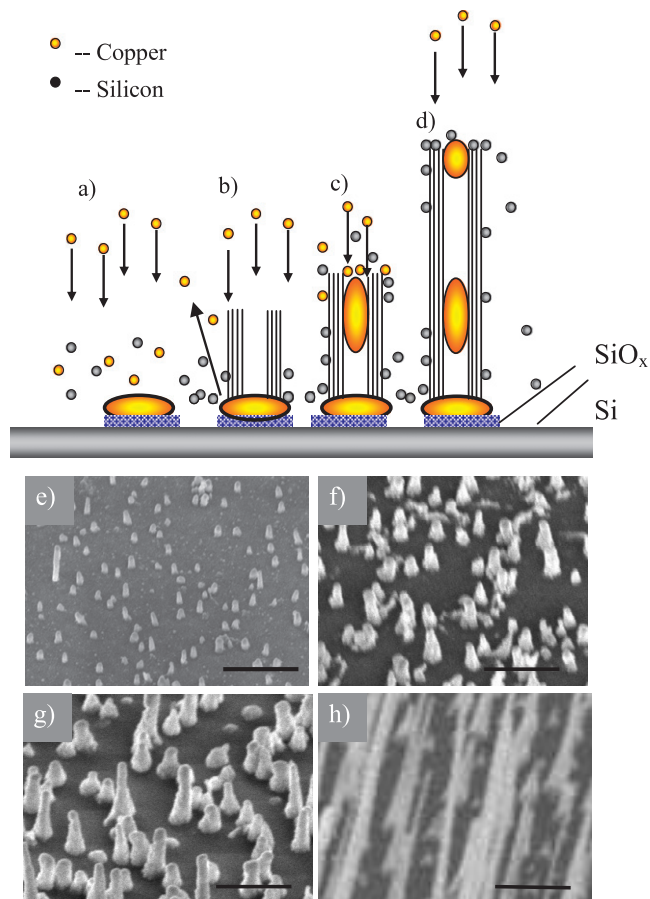 -- Copper
-- Silicon
a)
b)
c)
d)
SiOx
Si
e)
f)
g)
h)